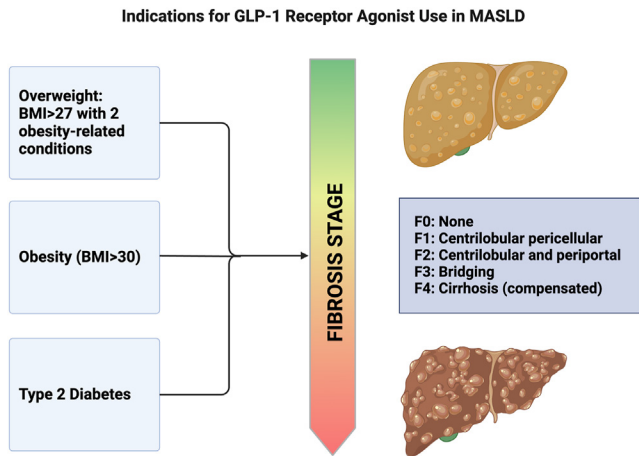 Indications for GLP-1 Receptor Agonist Use in MASLD
Overweight:
BMI>27 with 2
obesity-related
conditions
Obesity (BMI>30)
Type 2 Diabetes
FIBROSIS STAGE
F0: None
F1: Centrilobular pericellular
F2: Centrilobular and periportal
F3: Bridging
F4: Cirrhosis (compensated)